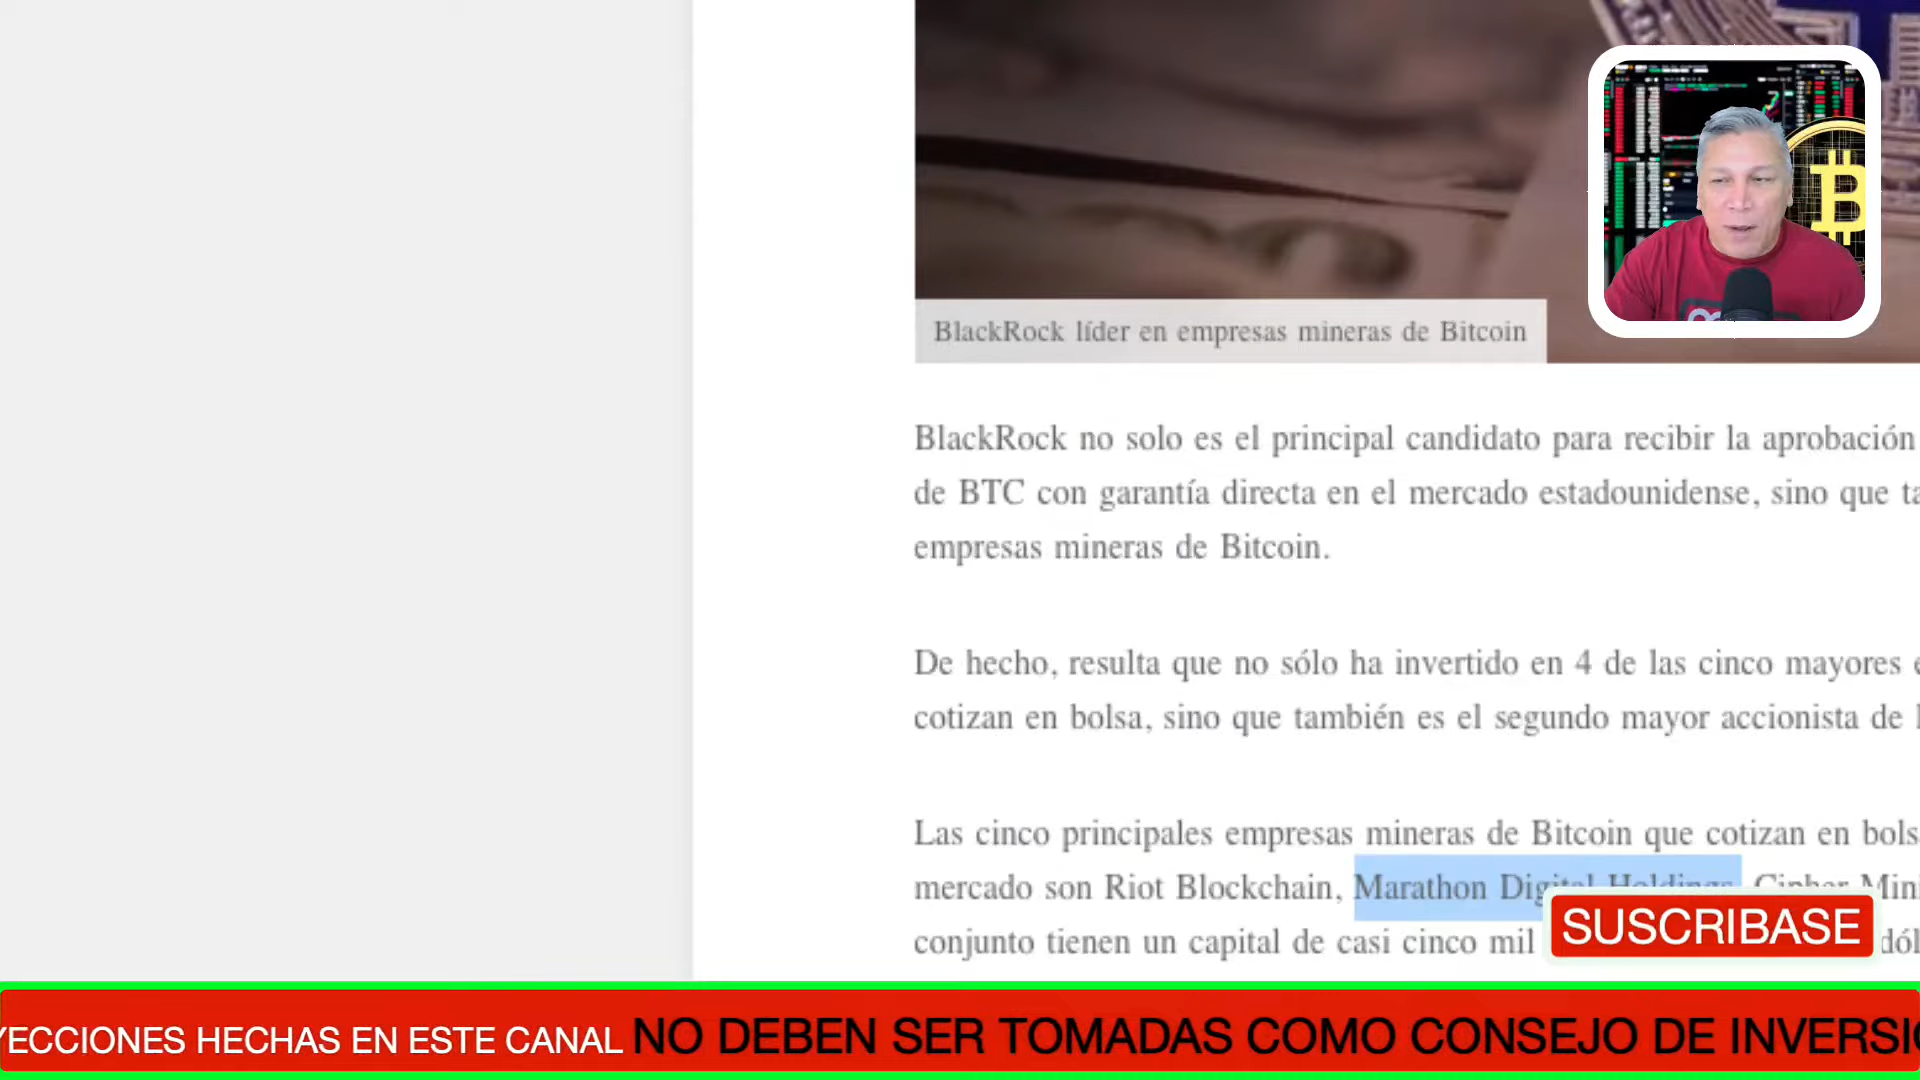 BlackRock líder en empresas mineras de Bitcoin
BlackRock no solo es el principal candidato para recibir la aprobación
de BTC con garantía directa en el mercado estadounidense, sino que
empresas mineras de Bitcoin.
De hecho, resulta que no sólo ha invertido en 4 de las cinco mayores
cotizan en bolsa, sino que también es el segundo mayor accionista de
Las cinco principales empresas mineras de Bitcoin que cotizan en
mercado son Riot Blockchain, Marathon Digital Holdings, Cipher
conjunto tienen un capital de casi cinco mil
SUSCRIBASE
HECHAS EN ESTE CANAL NO DEBEN SER TOMADAS COMO CONSEJO DE